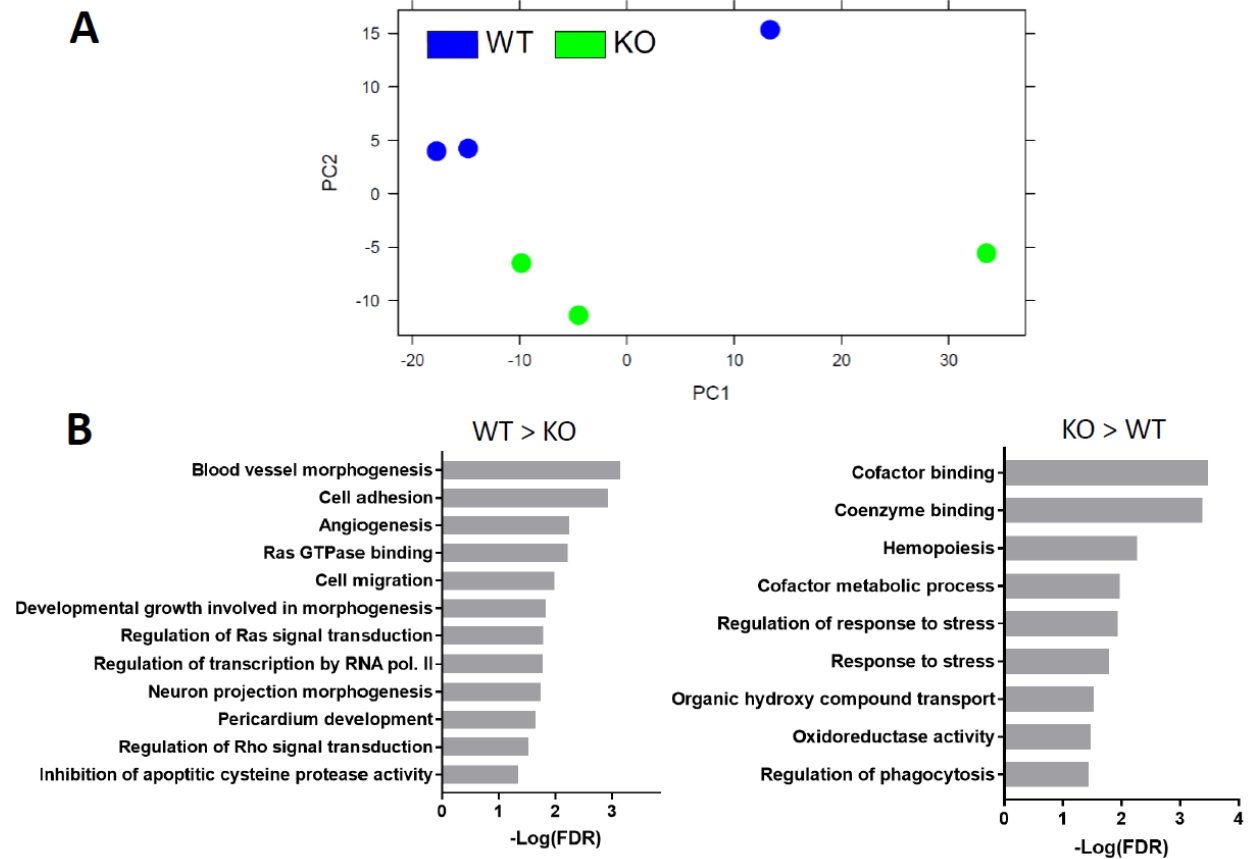 A
WT KO
15
10
5
0
-5
-10
PC2
-20 -10 0 10 20 30
PC1
B
WT > KO
Blood vessel morphogenesis
Cell adhesion
Angiogenesis
Ras GTPase binding
Cell migration
Developmental growth involved in morphogenesis
Regulation of Ras signal transduction
Regulation of transcription by RNA pol. II
Neuron projection morphogenesis
Pericardium development
Regulation of Rho signal transduction
Inhibition of apoptitic cysteine protease activity
0 1 2 3
-Log(FDR)
KO > WT
Cofactor binding
Coenzyme binding
Hemopoiesis
Cofactor metabolic process
Regulation of response to stress
Response to stress
Organic hydroxy compound transport
Oxidoreductase activity
Regulation of phagocytosis
0 1 2 3 4
-Log(FDR)